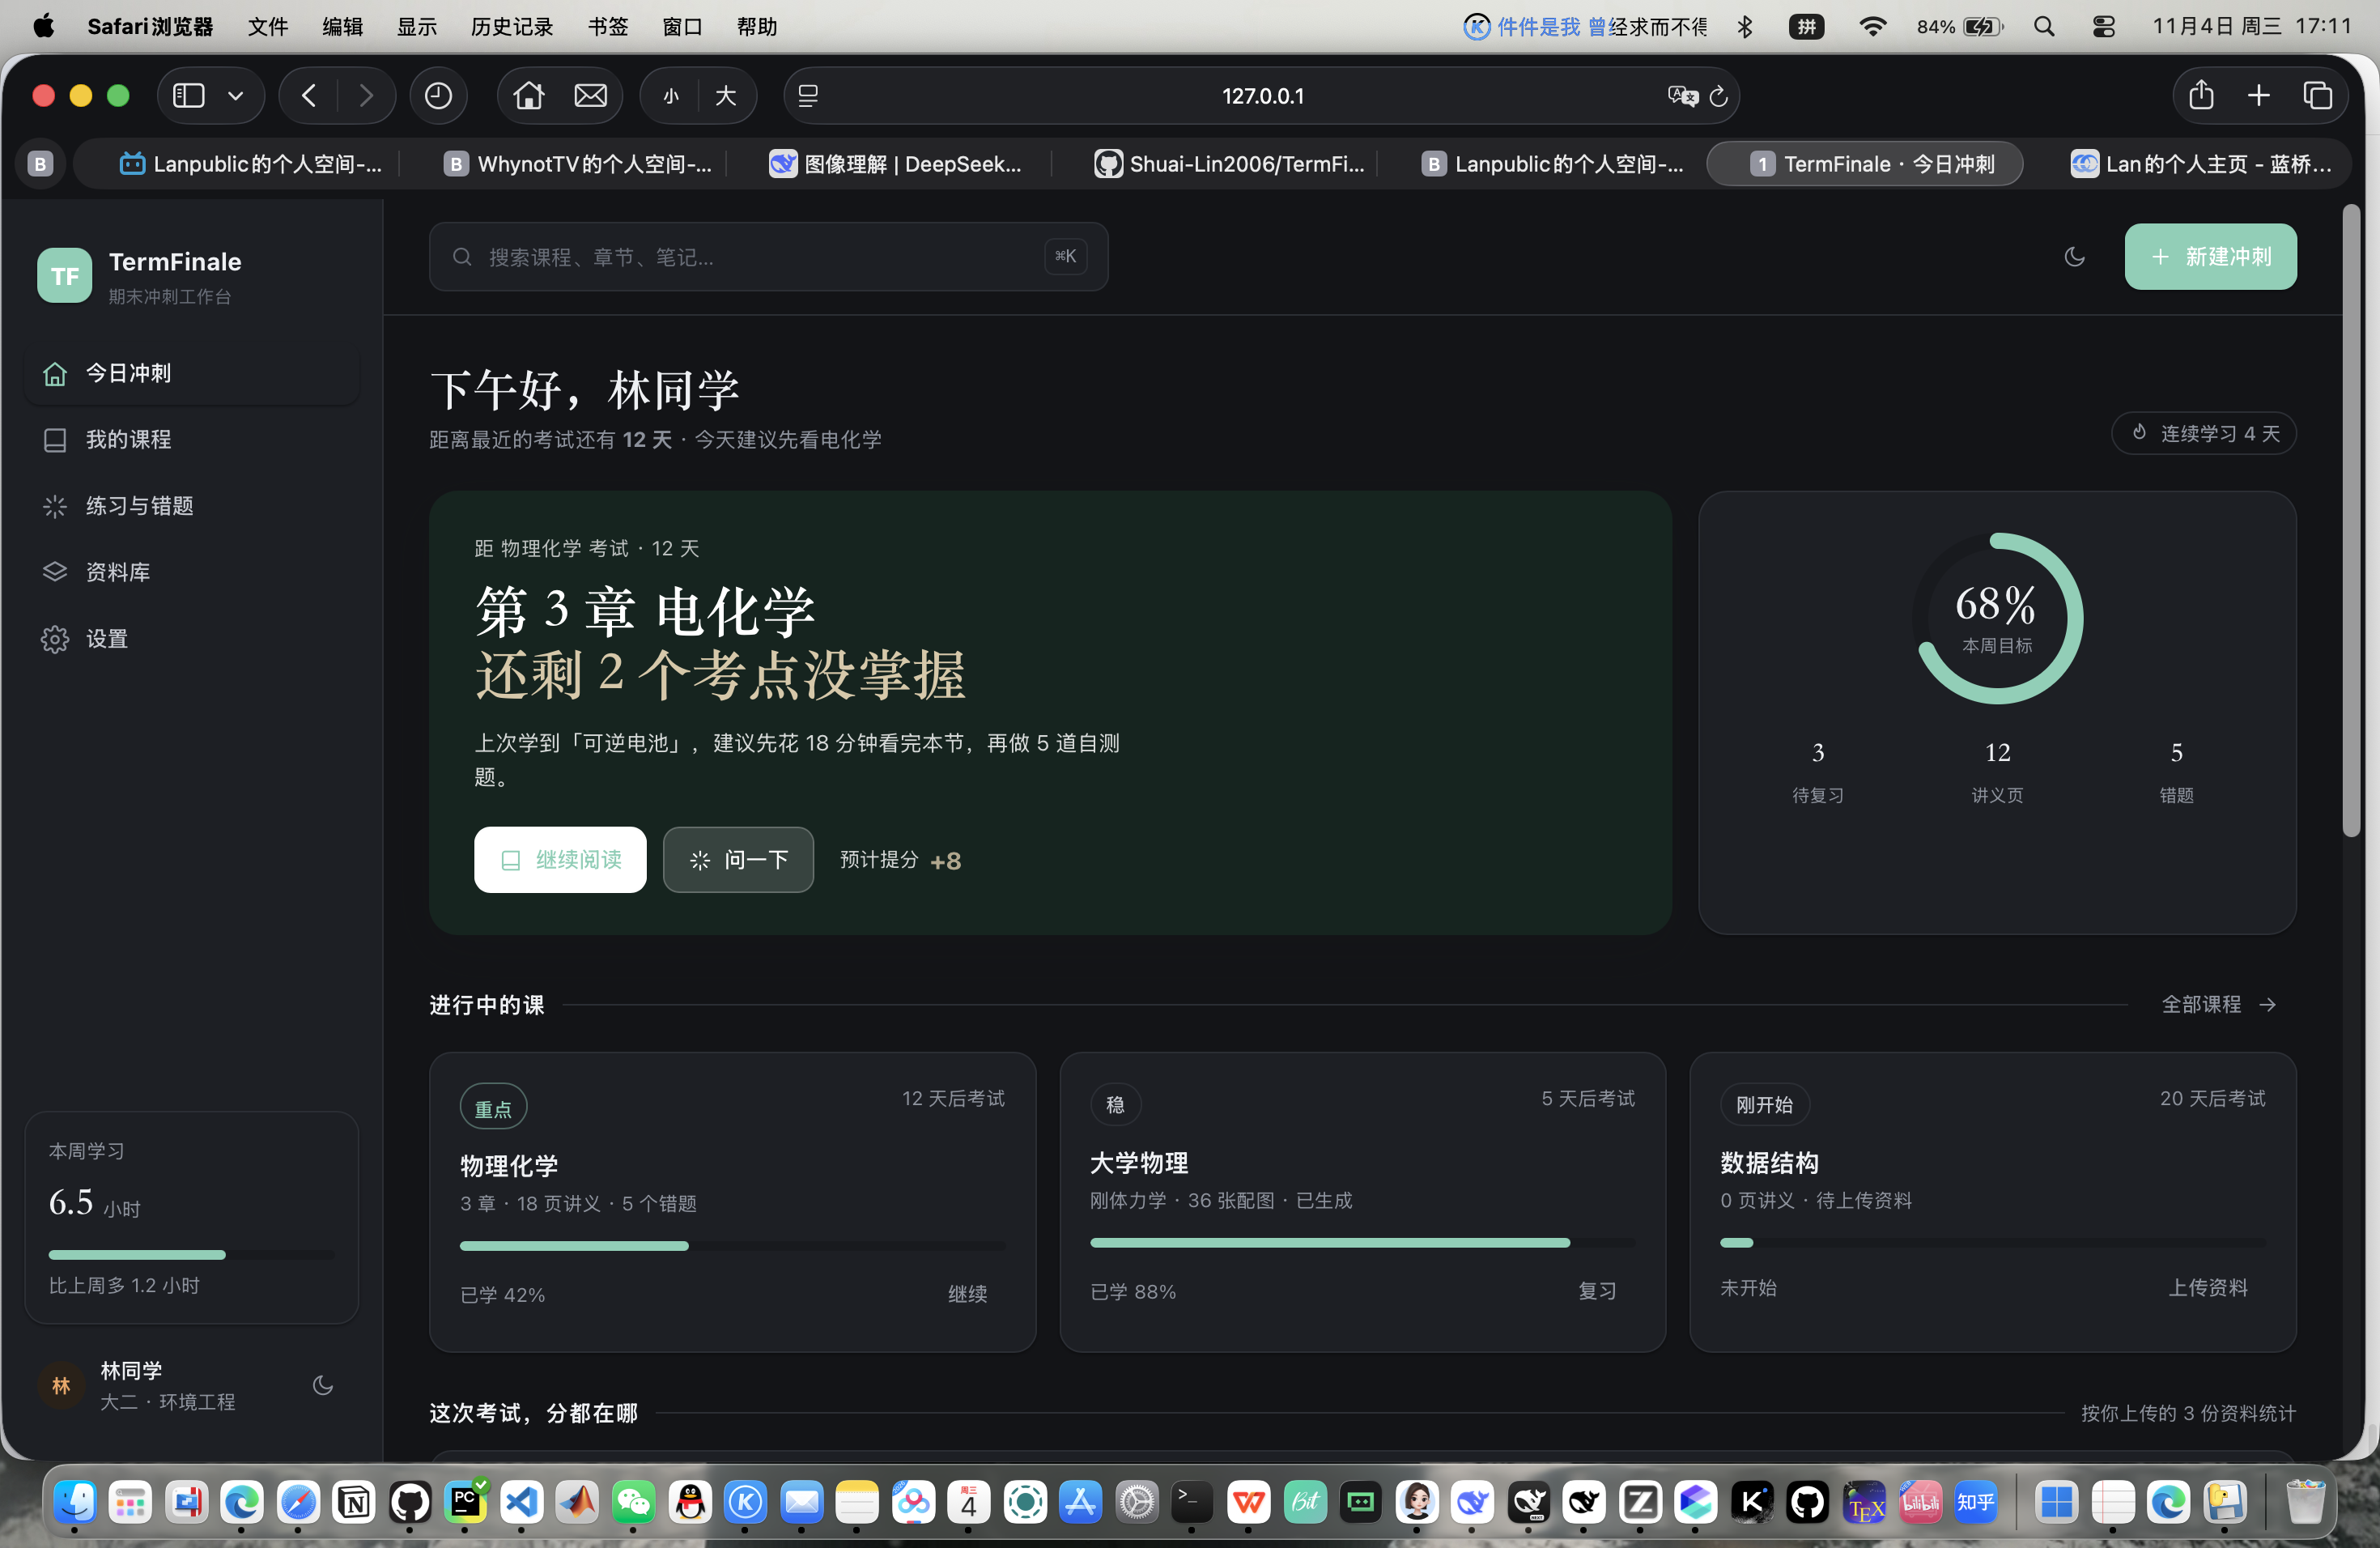 Safari浏览器 文件 编辑 显示 历史记录 书签 窗口 帮助 件件是我 曾经求而不得 拼 84% 11月4日 周三 17:11
小 大 127.0.0.1
B Lanpublic的个人空间-... B WhynotTV的个人空间-... 图像理解 | DeepSeek... Shuai-Lin2006/TermFi... B Lanpublic的个人空间-... 1 TermFinale · 今日冲刺 Lan的个人主页 - 蓝桥...
TF TermFinale
期末冲刺工作台
今日冲刺
我的课程
练习与错题
资料库
设置
本周学习
6.5 小时
比上周多 1.2 小时
林 林同学
大二 · 环境工程
搜索课程、章节、笔记... ⌘K
+ 新建冲刺
下午好，林同学
距离最近的考试还有 12 天 · 今天建议先看电化学
连续学习 4 天
距 物理化学 考试 · 12 天
第 3 章 电化学
还剩 2 个考点没掌握
上次学到「可逆电池」，建议先花 18 分钟看完本节，再做 5 道自测
题。
继续阅读 问一下 预计提分 +8
68%
本周目标
3 12 5
待复习 讲义页 错题
进行中的课 全部课程 →
重点 12 天后考试
物理化学
3 章 · 18 页讲义 · 5 个错题
已学 42% 继续
稳 5 天后考试
大学物理
刚体力学 · 36 张配图 · 已生成
已学 88% 复习
刚开始 20 天后考试
数据结构
0 页讲义 · 待上传资料
未开始 上传资料
这次考试，分都在哪 按你上传的 3 份资料统计
PC 周三 4 Bit TEX bilibili 知乎